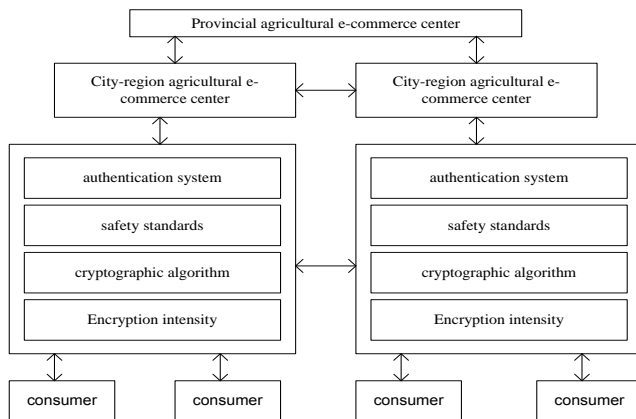 Provincial agricultural e-commerce center
City-region agricultural e-
commerce center
City-region agricultural e-
commerce center
authentication system
safety standards
cryptographic algorithm
Encryption intensity
authentication system
safety standards
cryptographic algorithm
Encryption intensity
consumer
consumer
consumer
consumer